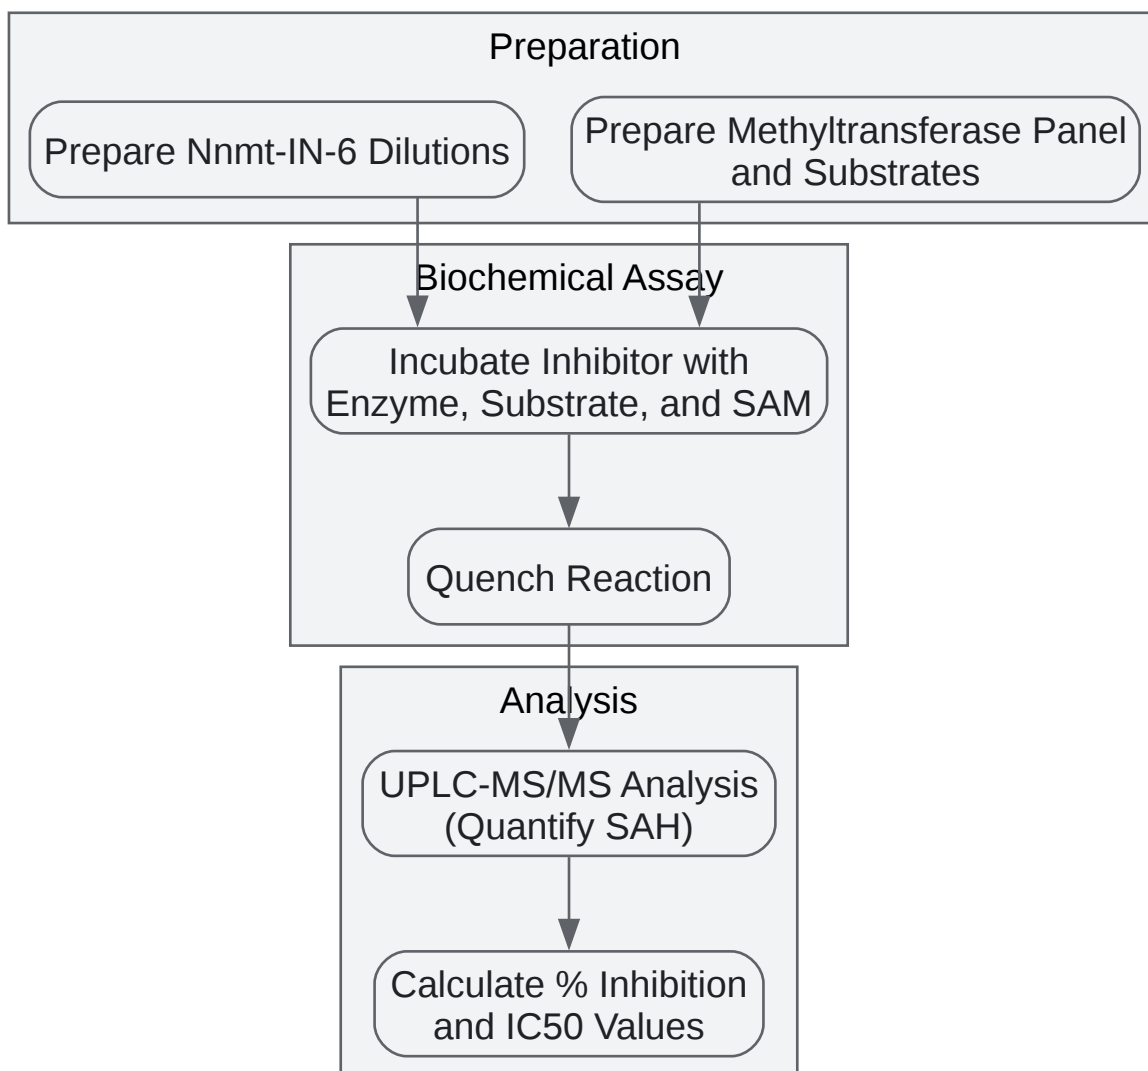 Preparation
Prepare Nnmt-IN-6 Dilutions
Prepare Methyltransferase Panel
and Substrates
Biochemical Assay
Incubate Inhibitor with
Enzyme, Substrate, and SAM
Quench Reaction
Analysis
UPLC-MS/MS Analysis
(Quantify SAH)
Calculate % Inhibition
and IC50 Values